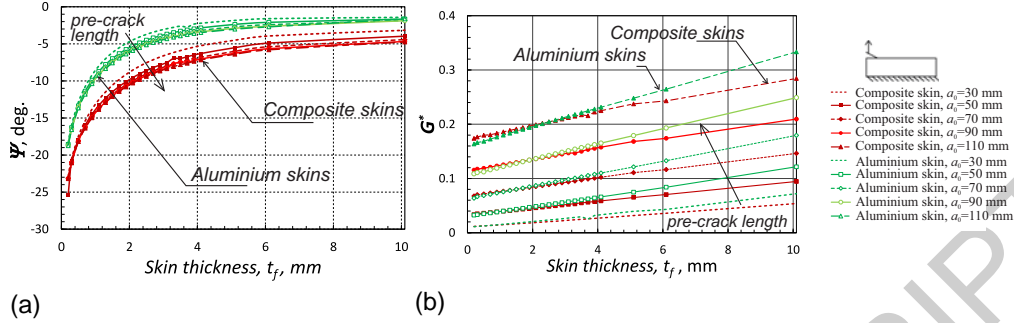 0
-5
-10
-15
-20
-25
-30
Ψ, deg.
pre-crack
length
Composite skins
Aluminium skins
0 2 4 6 8 10
Skin thickness, t_f, mm
(a)
0.4
0.3
0.2
0.1
0
G*
Composite skins
Aluminium skins
pre-crack length
0 2 4 6 8 10
Skin thickness, t_f, mm
(b)
Composite skin, a₀=30 mm
Composite skin, a₀=50 mm
Composite skin, a₀=70 mm
Composite skin, a₀=90 mm
Composite skin, a₀=110 mm
Aluminium skin, a₀=30 mm
Aluminium skin, a₀=50 mm
Aluminium skin, a₀=70 mm
Aluminium skin, a₀=90 mm
Aluminium skin, a₀=110 mm
RIPT